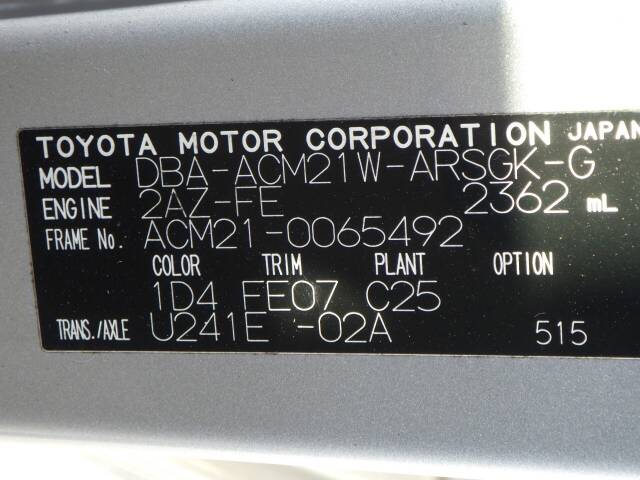 TOYOTA MOTOR CORPORATION JAPAN
MODEL DBA-ACM21W-ARSGK-G
ENGINE 2AZ-FE 2362 mL
FRAME No. ACM21-0065492
COLOR TRIM PLANT OPTION
1D4 FE07 C25
TRANS./AXLE U241E -02A 515